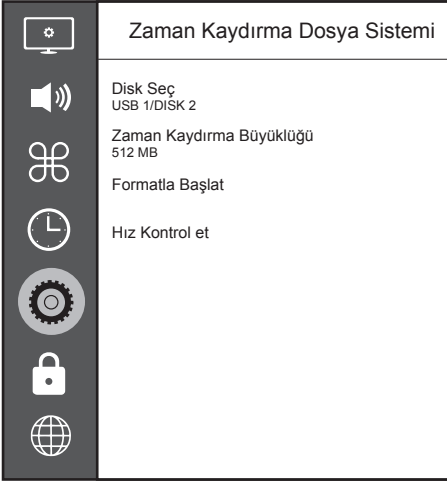 Zaman Kaydırma Dosya Sistemi
Disk Seç
USB 1/DISK 2
Zaman Kaydırma Büyüklüğü
512 MB
Formatla Başlat
Hız Kontrol et